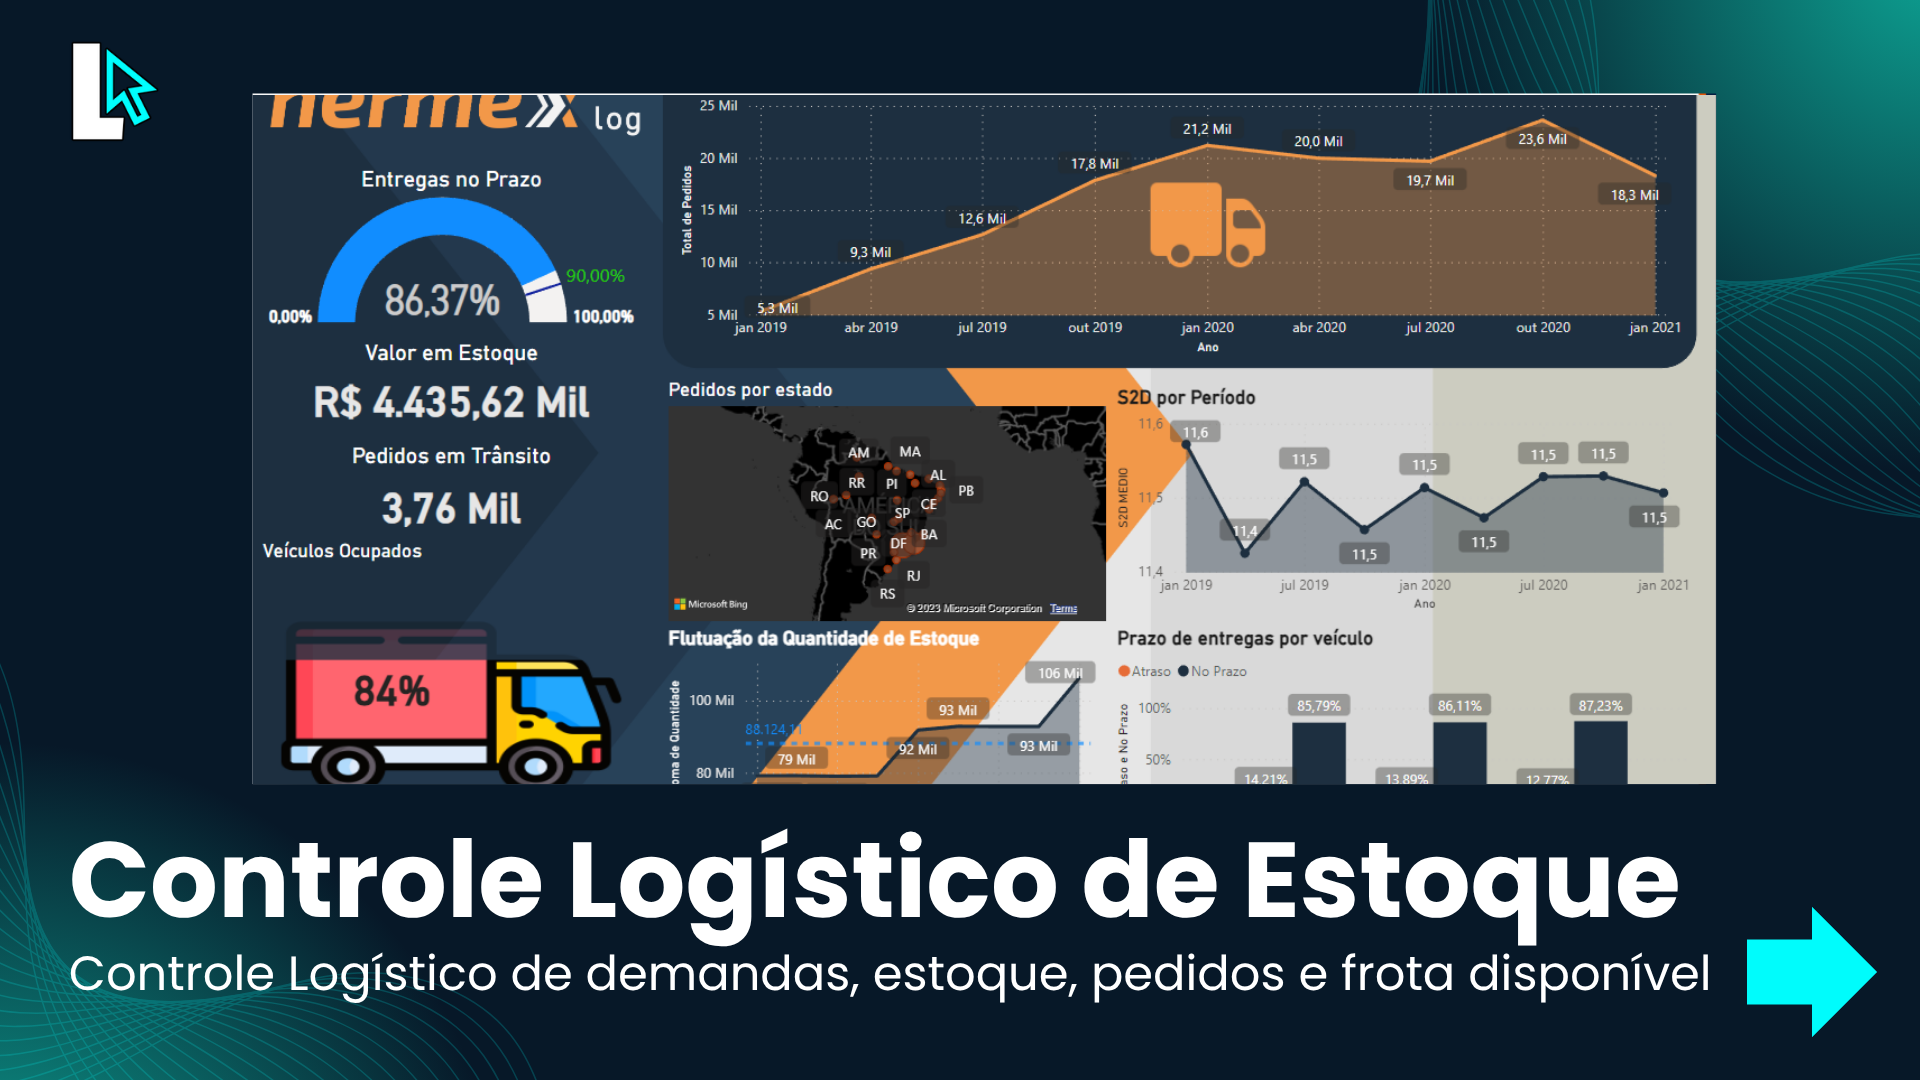 L
hermex log
Entregas no Prazo
86,37%
90,00%
0,00%
100,00%
Valor em Estoque
R$ 4.435,62 Mil
Pedidos em Trânsito
3,76 Mil
Veículos Ocupados
84%
Total de Pedidos
25 Mil
20 Mil
15 Mil
10 Mil
5 Mil
5,3 Mil
9,3 Mil
12,6 Mil
17,8 Mil
21,2 Mil
20,0 Mil
19,7 Mil
23,6 Mil
18,3 Mil
jan 2019 abr 2019 jul 2019 out 2019 jan 2020 abr 2020 jul 2020 out 2020 jan 2021
Ano
Pedidos por estado
AM MA
RR PI AL
RO CE PB
AC GO SP
PR DF BA
RJ
RS
Microsoft Bing
© 2023 Microsoft Corporation Terms
S2D por Período
S2D MEDIO
11,6
11,5
11,4
11,6
11,4
11,5
11,5
11,5
11,5
11,5
11,5
11,5
jan 2019 jul 2019 jan 2020 jul 2020 jan 2021
Ano
Flutuação da Quantidade de Estoque
oma de Quantidade
100 Mil
80 Mil
88.124,11
79 Mil
92 Mil
93 Mil
93 Mil
106 Mil
Prazo de entregas por veículo
Atraso No Prazo
aso e No Prazo
100%
50%
85,79% 86,11% 87,23%
14,21% 13,89% 12,77%
Controle Logístico de Estoque
Controle Logístico de demandas, estoque, pedidos e frota disponível